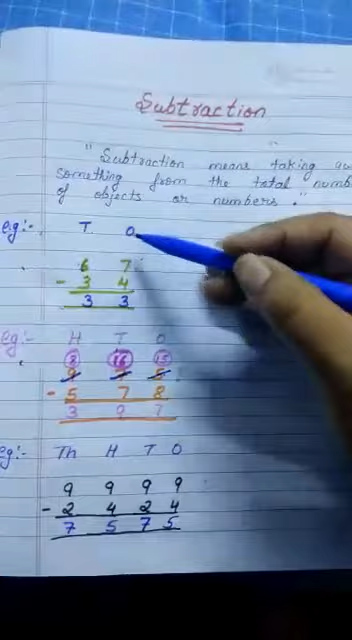 Subtraction
"Subtraction means taking
something from the total numb
of objects or numbers."
eg:- T O
6 7
- 3 4
3 3
H T O
8 16 15
9 7 5
- 5 7 8
3 9 7
eg:- Th H T O
9 9 9 9
- 2 4 2 4
7 5 7 5